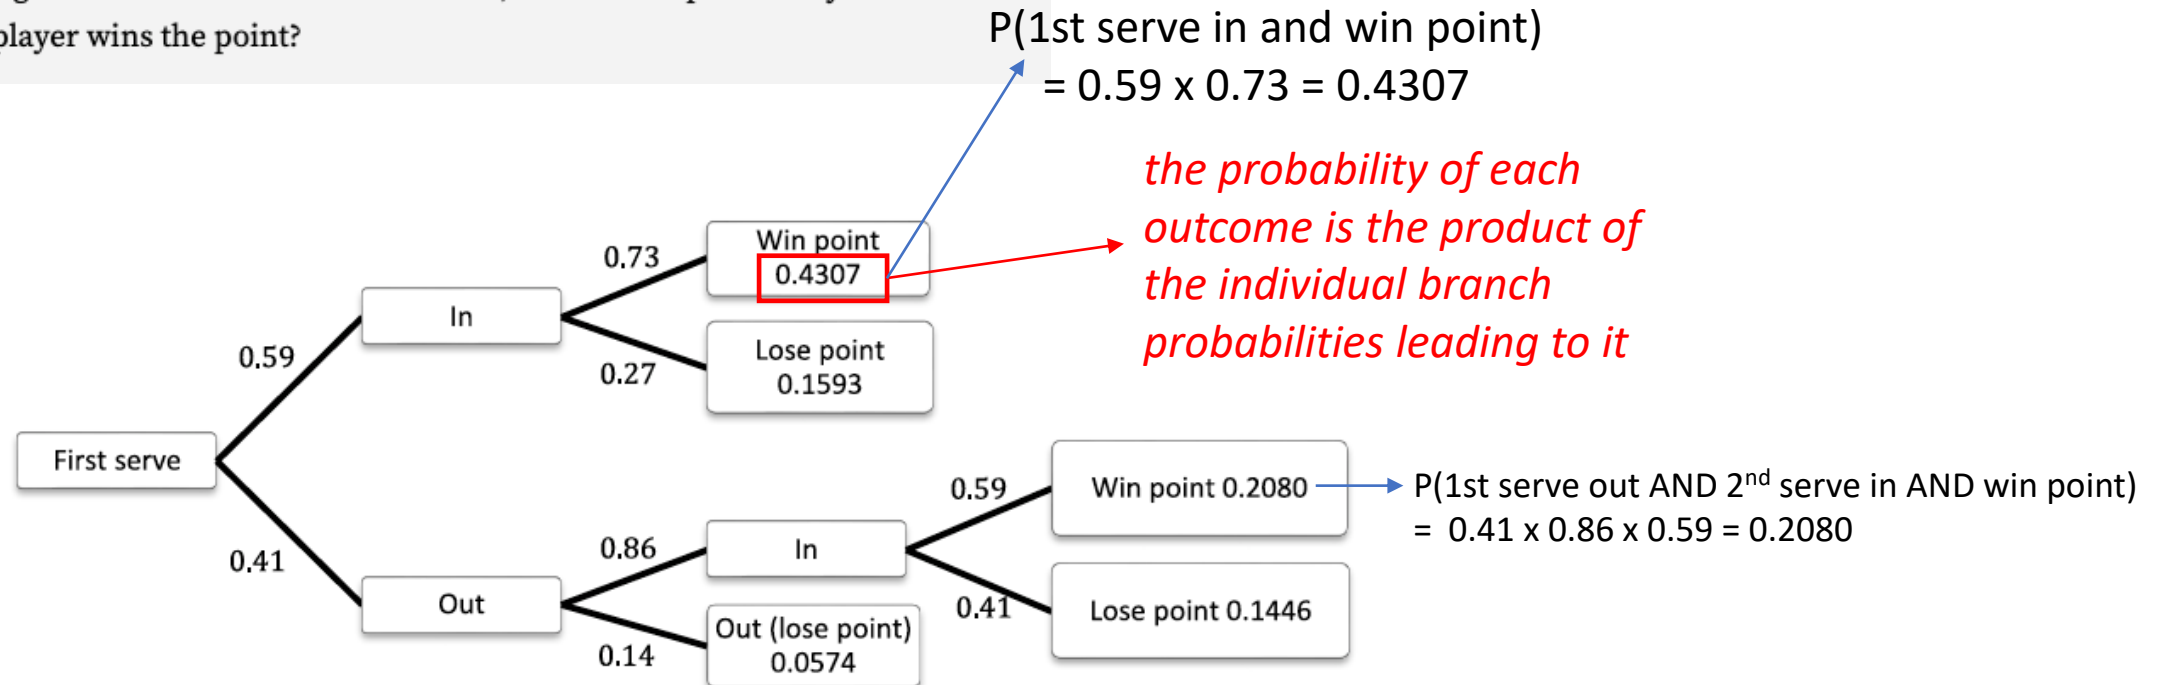 player wins the point?
P(1st serve in and win point)
= 0.59 x 0.73 = 0.4307
the probability of each
outcome is the product of
the individual branch
probabilities leading to it
0.73
Win point
0.4307
In
0.59
0.27
Lose point
0.1593
First serve
0.41
Out
0.86
In
0.14
Out (lose point)
0.0574
0.59
Win point 0.2080
P(1st serve out AND 2nd serve in AND win point)
= 0.41 x 0.86 x 0.59 = 0.2080
0.41
Lose point 0.1446